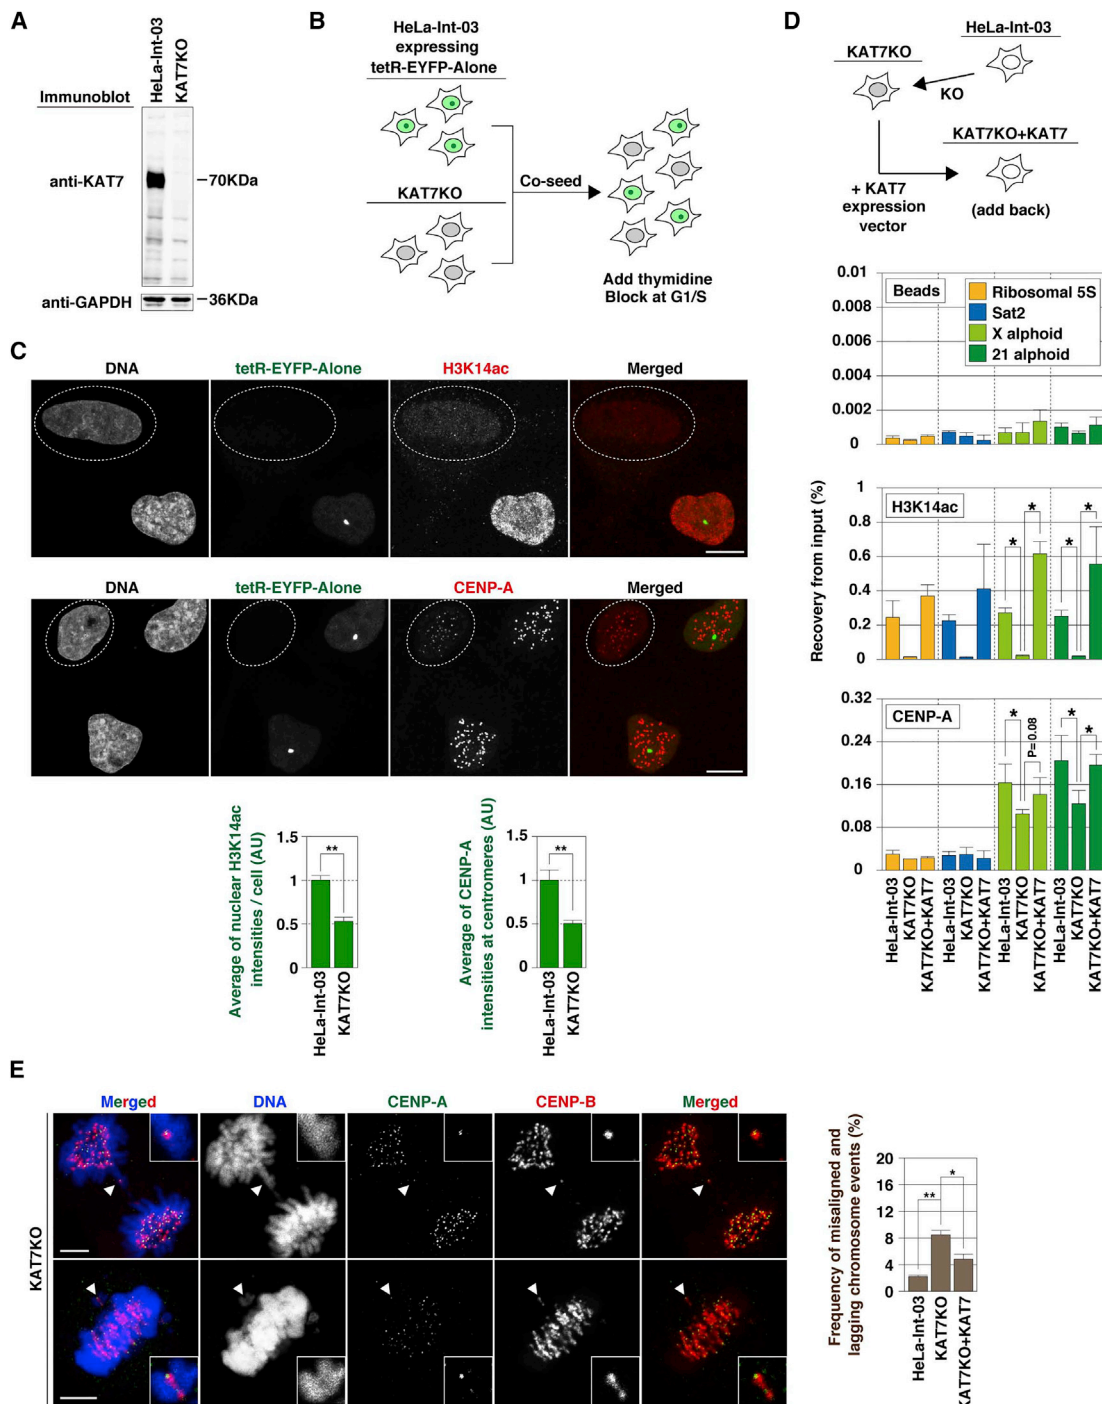 A
HeLa-Int-03
KAT7KO
Immunoblot
anti-KAT7
70KDa
anti-GAPDH
36KDa
B
HeLa-Int-03
expressing
tetR-EYFP-Alone
KAT7KO
Co-seed
Add thymidine
Block at G1/S
C
DNA
tetR-EYFP-Alone
H3K14ac
Merged
DNA
tetR-EYFP-Alone
CENP-A
Merged
Average of nuclear H3K14ac
intensities / cell (AU)
1.5
1
0.5
0
**
HeLa-Int-03
KAT7KO
Average of CENP-A
intensities at centromeres (AU)
1.5
1
0.5
0
**
HeLa-Int-03
KAT7KO
D
HeLa-Int-03
KAT7KO
KO
KAT7KO+KAT7
+ KAT7
expression
vector
(add back)
Recovery from input (%)
0.01
0.008
0.006
0.004
0.002
0
Beads
Ribosomal 5S
Sat2
X alphoid
21 alphoid
1
0.8
0.6
0.4
0.2
0
H3K14ac
* * * *
0.32
0.24
0.16
0.08
0
CENP-A
* P=0.08 * *
HeLa-Int-03
KAT7KO
KAT7KO+KAT7
HeLa-Int-03
KAT7KO
KAT7KO+KAT7
HeLa-Int-03
KAT7KO
KAT7KO+KAT7
HeLa-Int-03
KAT7KO
KAT7KO+KAT7
E
KAT7KO
Merged
DNA
CENP-A
CENP-B
Merged
Frequency of misaligned and
lagging chromosome events (%)
20
16
12
8
4
0
** *
HeLa-Int-03
KAT7KO
KAT7KO+KAT7